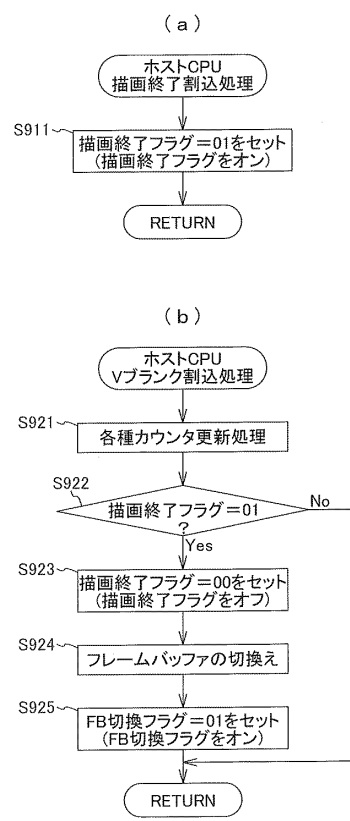 (a)
ホストCPU
描画終了割込処理
S911
描画終了フラグ=01をセット
(描画終了フラグをオン)
RETURN
(b)
ホストCPU
Vブランク割込処理
S921
各種カウンタ更新処理
S922
描画終了フラグ=01
?
No
Yes
S923
描画終了フラグ=00をセット
(描画終了フラグをオフ)
S924
フレームバッファの切換え
S925
FB切換フラグ=01をセット
(FB切換フラグをオン)
RETURN